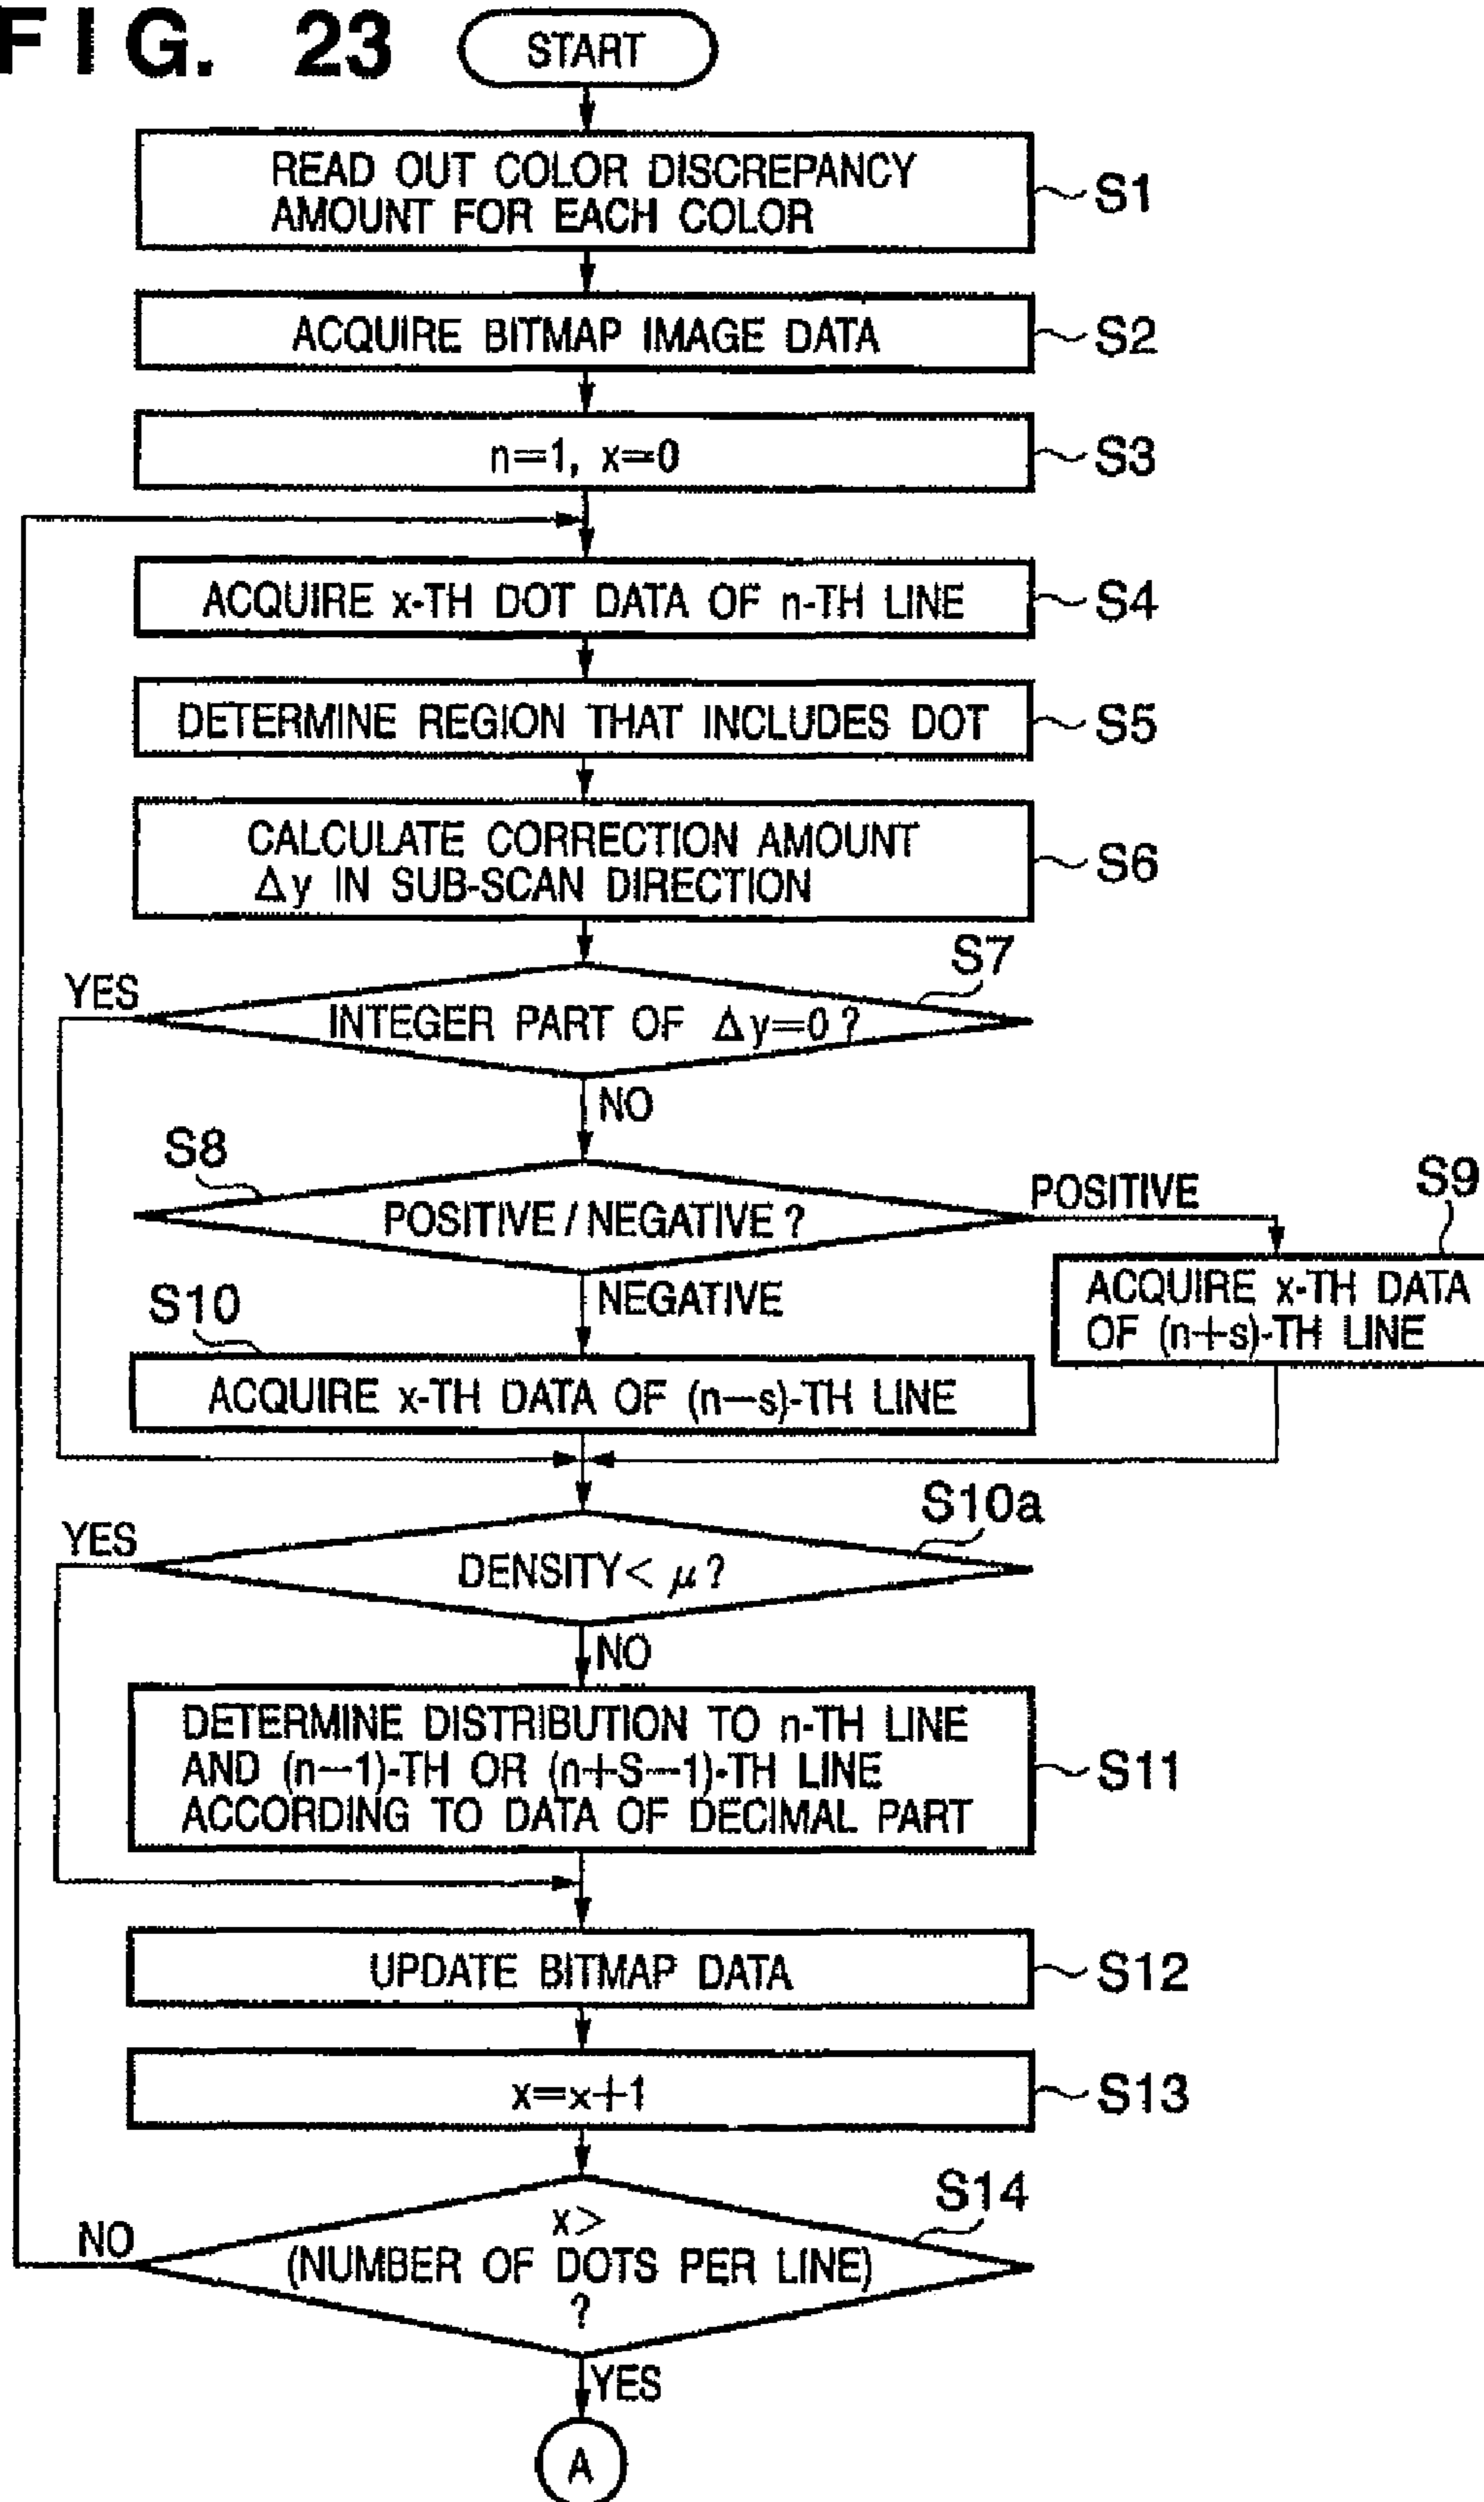 FIG. 23
START
READ OUT COLOR DISCREPANCY
AMOUNT FOR EACH COLOR
S1
ACQUIRE BITMAP IMAGE DATA
S2
n=1, x=0
S3
ACQUIRE x-TH DOT DATA OF n-TH LINE
S4
DETERMINE REGION THAT INCLUDES DOT
S5
CALCULATE CORRECTION AMOUNT
Δy IN SUB-SCAN DIRECTION
S6
S7
YES
INTEGER PART OF Δy=0?
NO
S8
POSITIVE/NEGATIVE?
POSITIVE
S9
ACQUIRE x-TH DATA
OF (n+s)-TH LINE
NEGATIVE
S10
ACQUIRE x-TH DATA OF (n-s)-TH LINE
S10a
YES
DENSITY< μ?
NO
DETERMINE DISTRIBUTION TO n-TH LINE
AND (n-1)-TH OR (n+S-1)-TH LINE
ACCORDING TO DATA OF DECIMAL PART
S11
UPDATE BITMAP DATA
S12
x=x+1
S13
S14
NO
x>
(NUMBER OF DOTS PER LINE)
?
YES
A